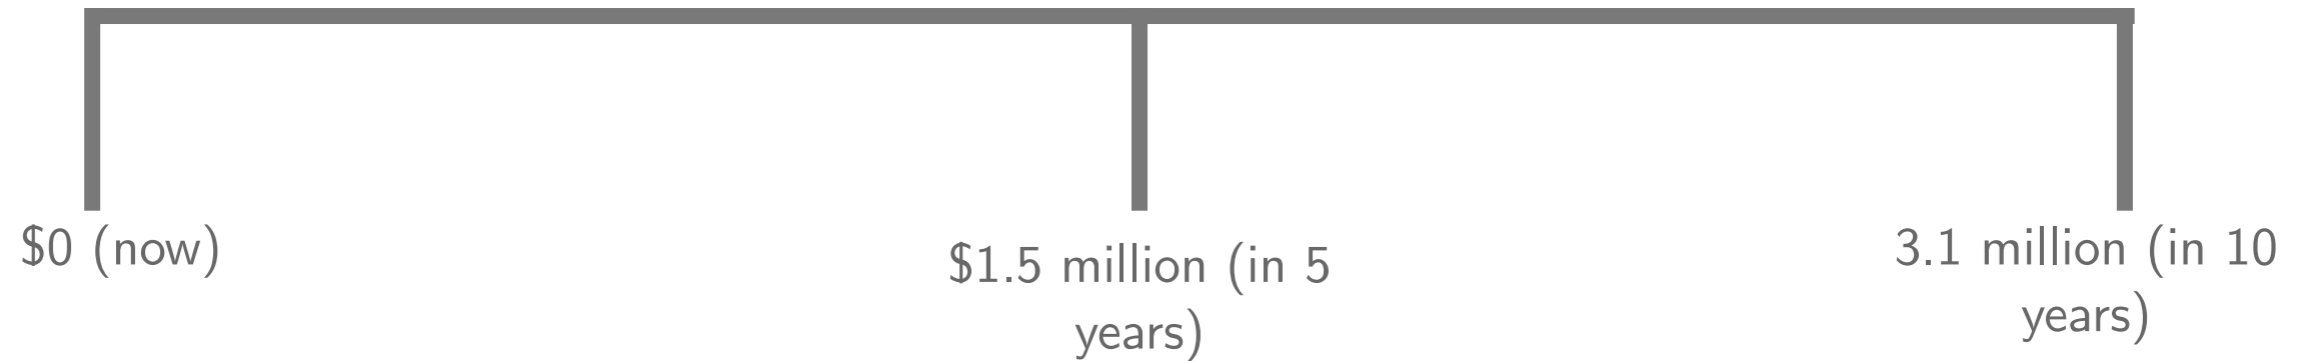 $0 (now)
$1.5 million (in 5
years)
3.1 million (in 10
years)